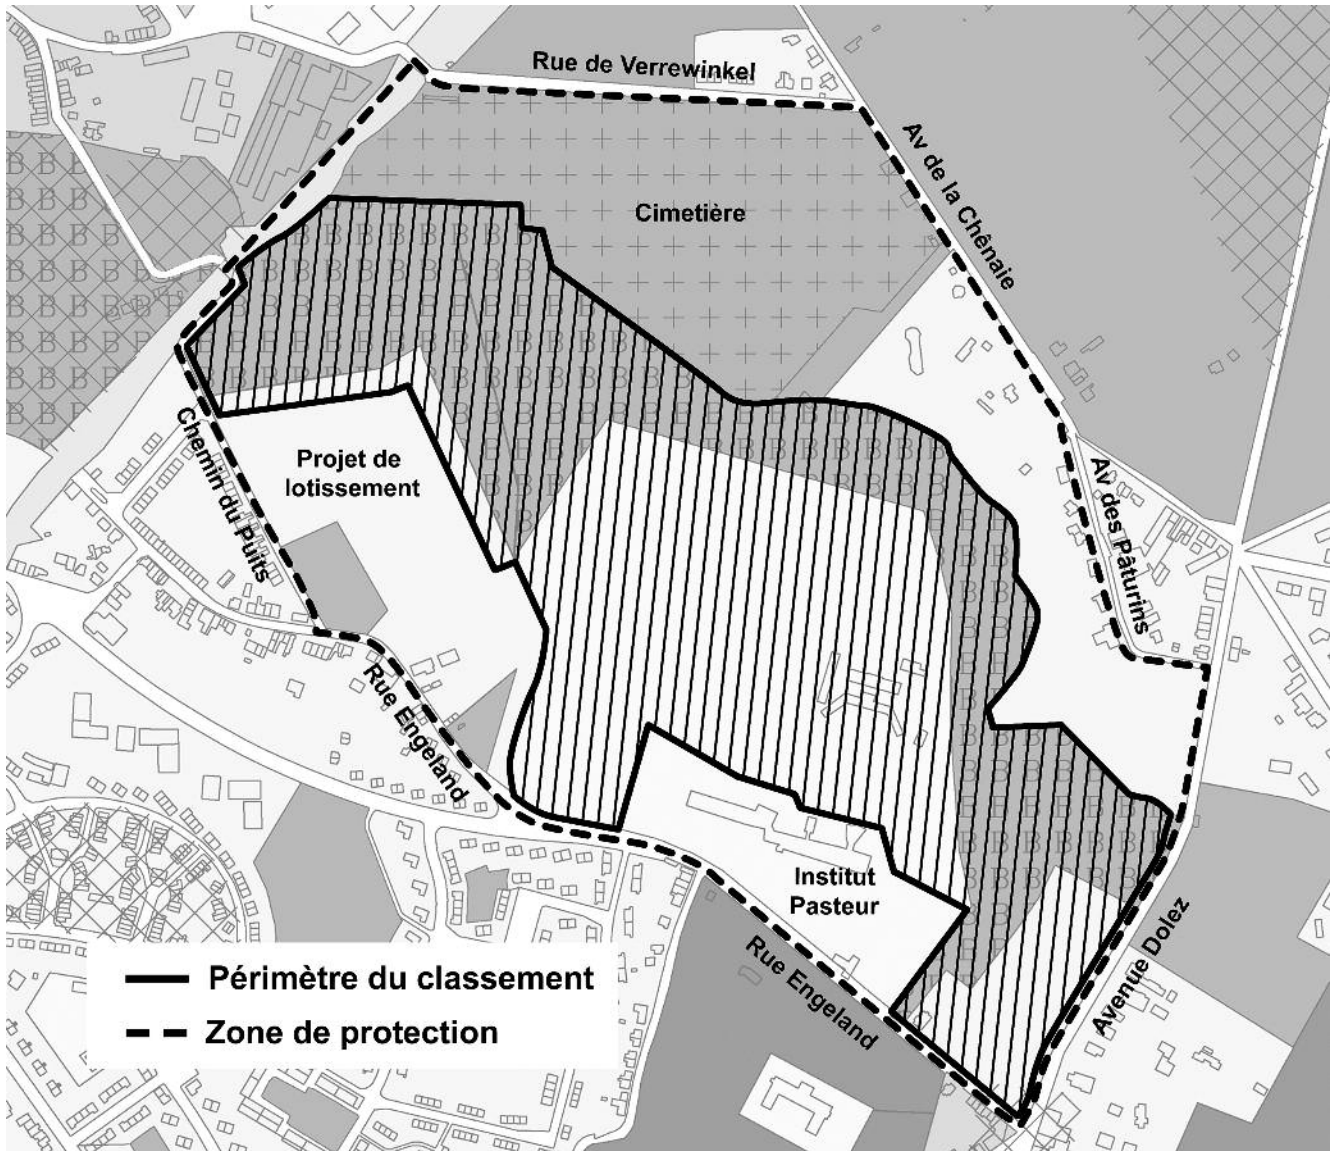 Rue de Verrewinkel
Av de la Chênaie
Cimetière
Chemin du Puits
Projet de
lotissement
Av des Pâturins
Rue Engeland
Institut
Pasteur
Rue Engeland
Avenue Dolez
Périmètre du classement
Zone de protection